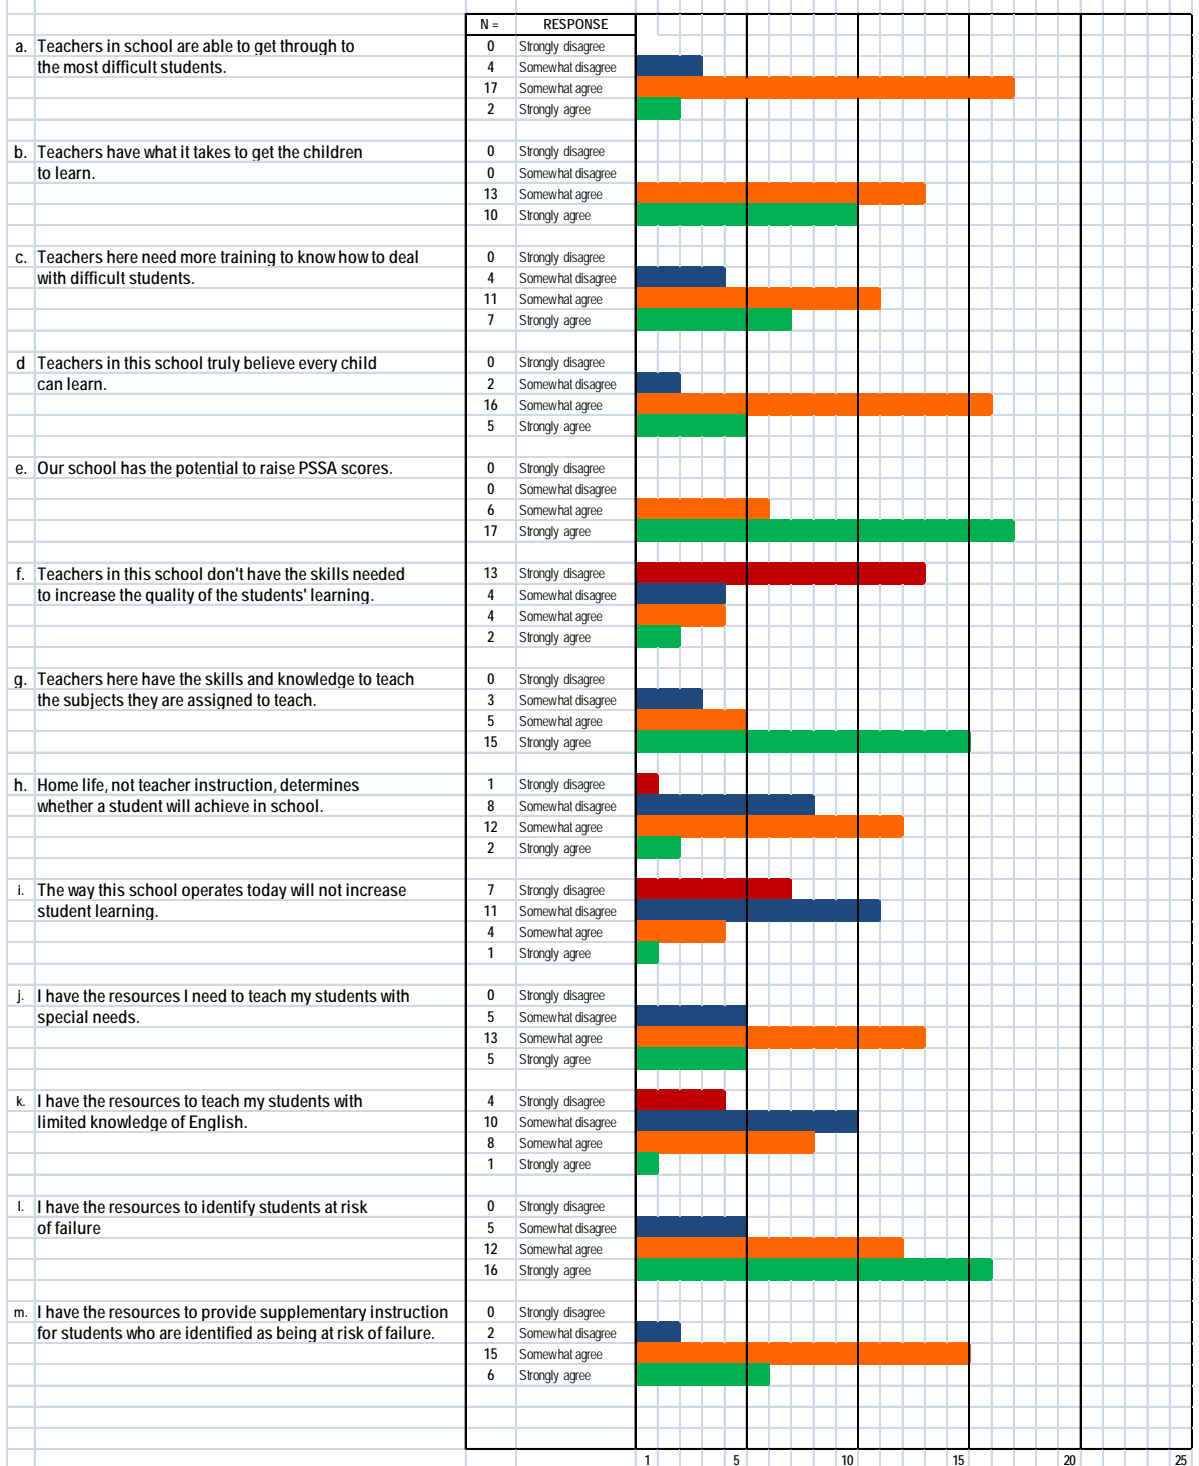 N = RESPONSE
a. Teachers in school are able to get through to 0 Strongly disagree
the most difficult students. 4 Somewhat disagree
17 Somewhat agree
2 Strongly agree
b. Teachers have what it takes to get the children 0 Strongly disagree
to learn. 0 Somewhat disagree
13 Somewhat agree
10 Strongly agree
c. Teachers here need more training to know how to deal 0 Strongly disagree
with difficult students. 4 Somewhat disagree
11 Somewhat agree
7 Strongly agree
d Teachers in this school truly believe every child 0 Strongly disagree
can learn. 2 Somewhat disagree
16 Somewhat agree
5 Strongly agree
e. Our school has the potential to raise PSSA scores. 0 Strongly disagree
0 Somewhat disagree
6 Somewhat agree
17 Strongly agree
f. Teachers in this school don't have the skills needed 13 Strongly disagree
to increase the quality of the students' learning. 4 Somewhat disagree
4 Somewhat agree
2 Strongly agree
g. Teachers here have the skills and knowledge to teach 0 Strongly disagree
the subjects they are assigned to teach. 3 Somewhat disagree
5 Somewhat agree
15 Strongly agree
h. Home life, not teacher instruction, determines 1 Strongly disagree
whether a student will achieve in school. 8 Somewhat disagree
12 Somewhat agree
2 Strongly agree
i. The way this school operates today will not increase 7 Strongly disagree
student learning. 11 Somewhat disagree
4 Somewhat agree
1 Strongly agree
j. I have the resources I need to teach my students with 0 Strongly disagree
special needs. 5 Somewhat disagree
13 Somewhat agree
5 Strongly agree
k. I have the resources to teach my students with 4 Strongly disagree
limited knowledge of English. 10 Somewhat disagree
8 Somewhat agree
1 Strongly agree
l. I have the resources to identify students at risk 0 Strongly disagree
of failure 5 Somewhat disagree
12 Somewhat agree
16 Strongly agree
m. I have the resources to provide supplementary instruction 0 Strongly disagree
for students who are identified as being at risk of failure. 2 Somewhat disagree
15 Somewhat agree
6 Strongly agree
1 5 10 15 20 25